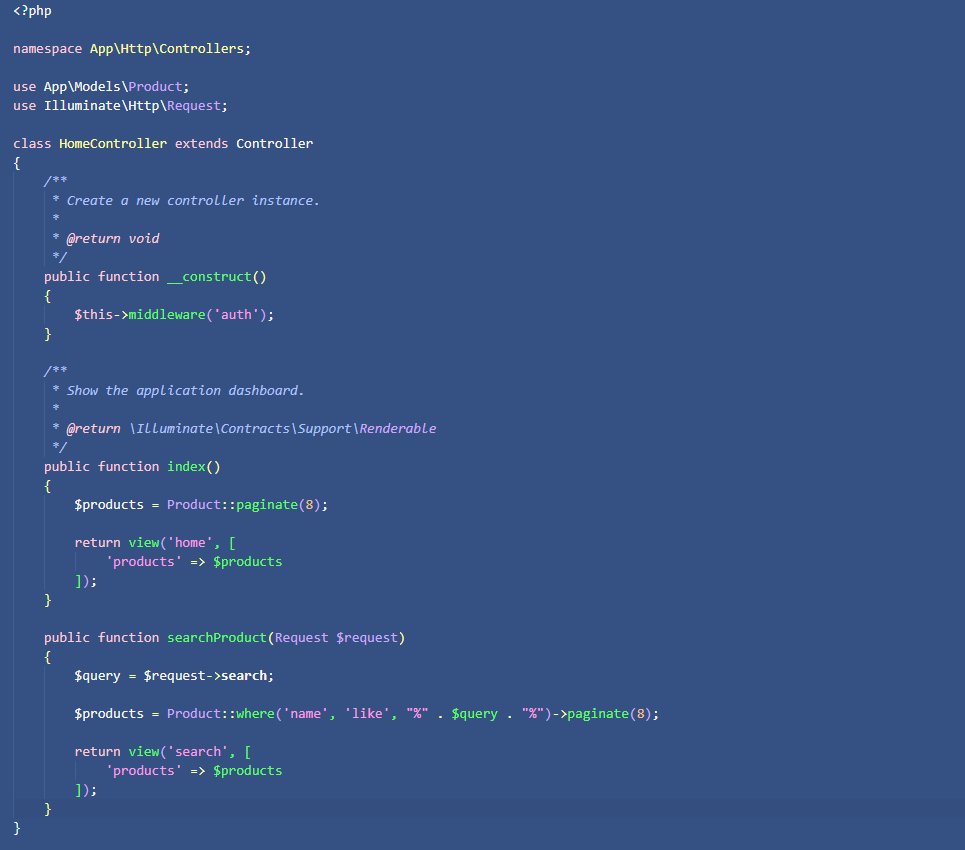 <?php
namespace App\Http\Controllers;
use App\Models\Product;
use Illuminate\Http\Request;
class HomeController extends Controller
{
    /**
     * Create a new controller instance.
     *
     * @return void
     */
    public function __construct()
    {
        $this->middleware('auth');
    }
    /**
     * Show the application dashboard.
     *
     * @return \Illuminate\Contracts\Support\Renderable
     */
    public function index()
    {
        $products = Product::paginate(8);
        return view('home', [
            'products' => $products
        ]);
    }
    public function searchProduct(Request $request)
    {
        $query = $request->search;
        $products = Product::where('name', 'like', "%" . $query . "%")->paginate(8);
        return view('search', [
            'products' => $products
        ]);
    }
}